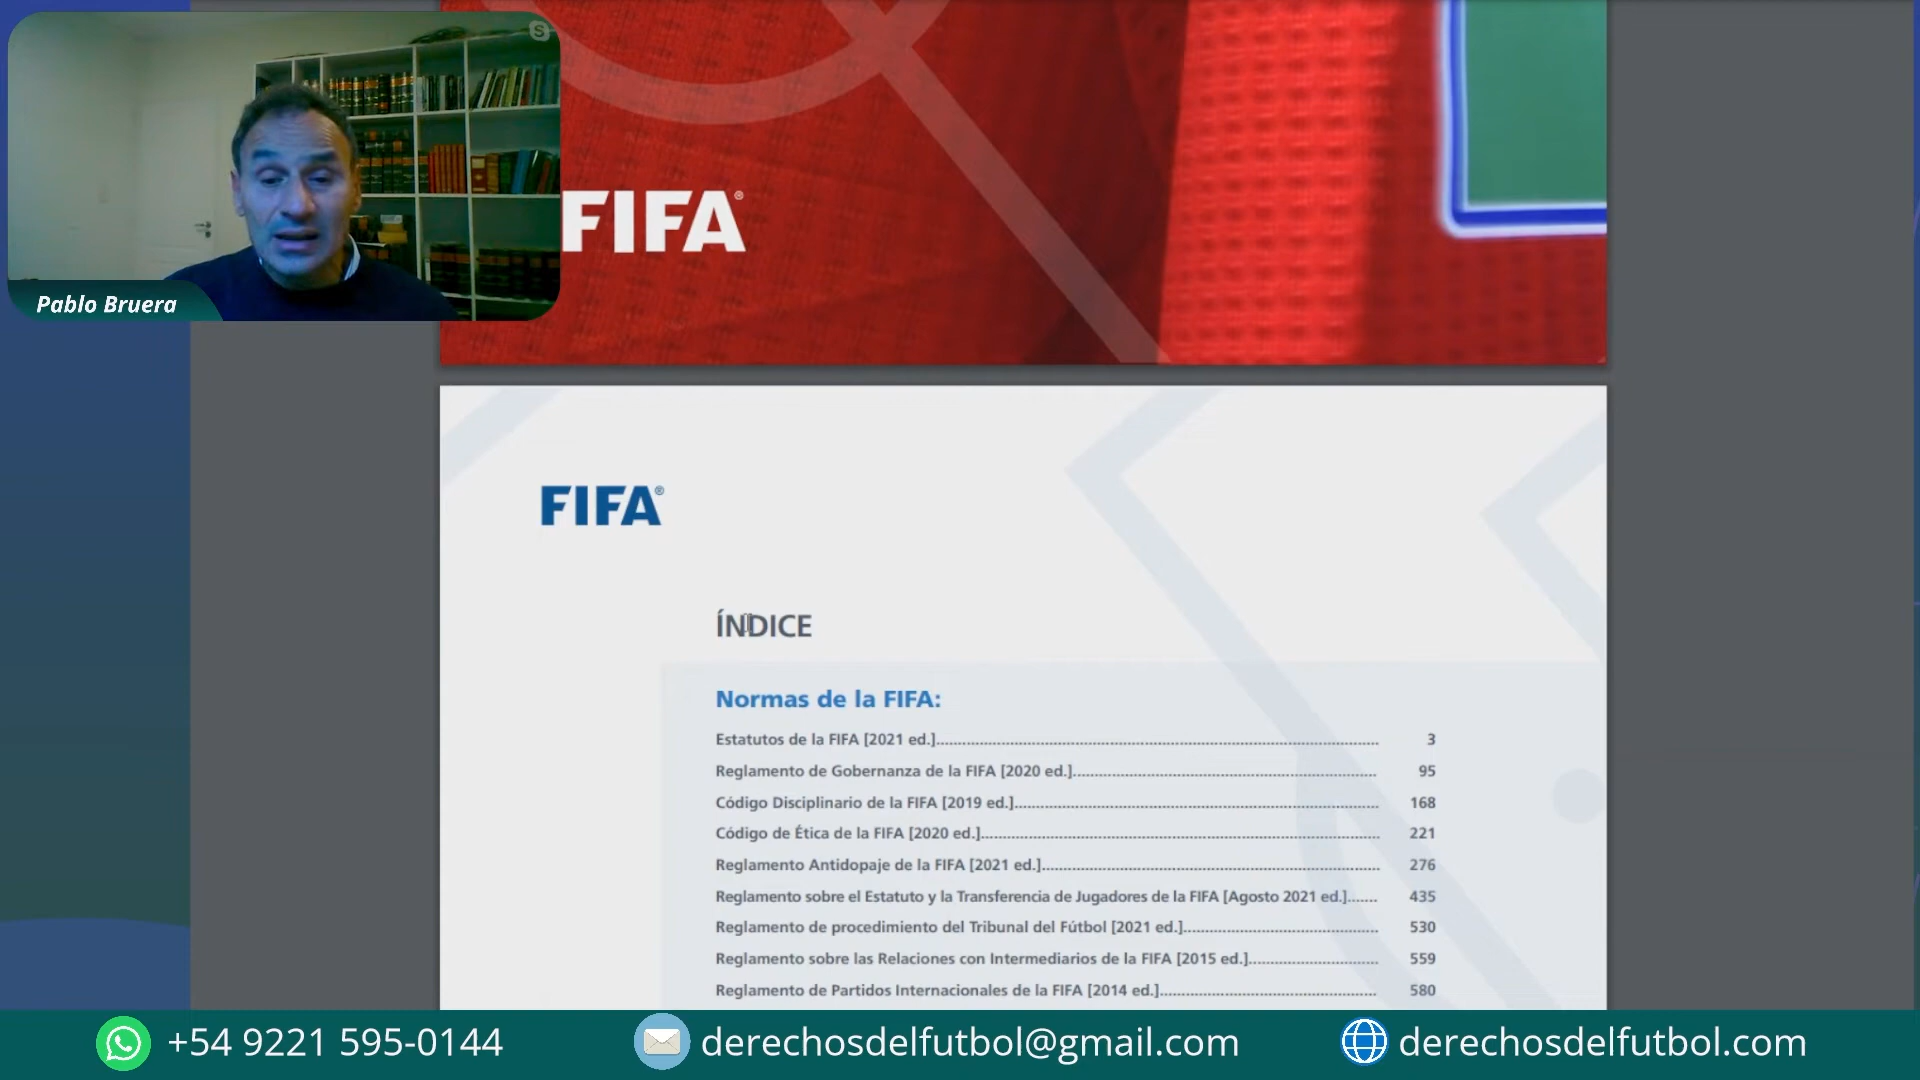 Pablo Bruera
FIFA®
FIFA®
ÍNDICE
Normas de la FIFA:
Estatutos de la FIFA [2021 ed.] 3
Reglamento de Gobernanza de la FIFA [2020 ed.] 95
Código Disciplinario de la FIFA [2019 ed.] 168
Código de Ética de la FIFA [2020 ed.] 221
Reglamento Antidopaje de la FIFA [2021 ed.] 276
Reglamento sobre el Estatuto y la Transferencia de Jugadores de la FIFA [Agosto 2021 ed.] 435
Reglamento de procedimiento del Tribunal del Fútbol [2021 ed.] 530
Reglamento sobre las Relaciones con Intermediarios de la FIFA [2015 ed.] 559
Reglamento de Partidos Internacionales de la FIFA [2014 ed.] 580
+54 9221 595-0144
derechosdelfutbol@gmail.com
derechosdelfutbol.com